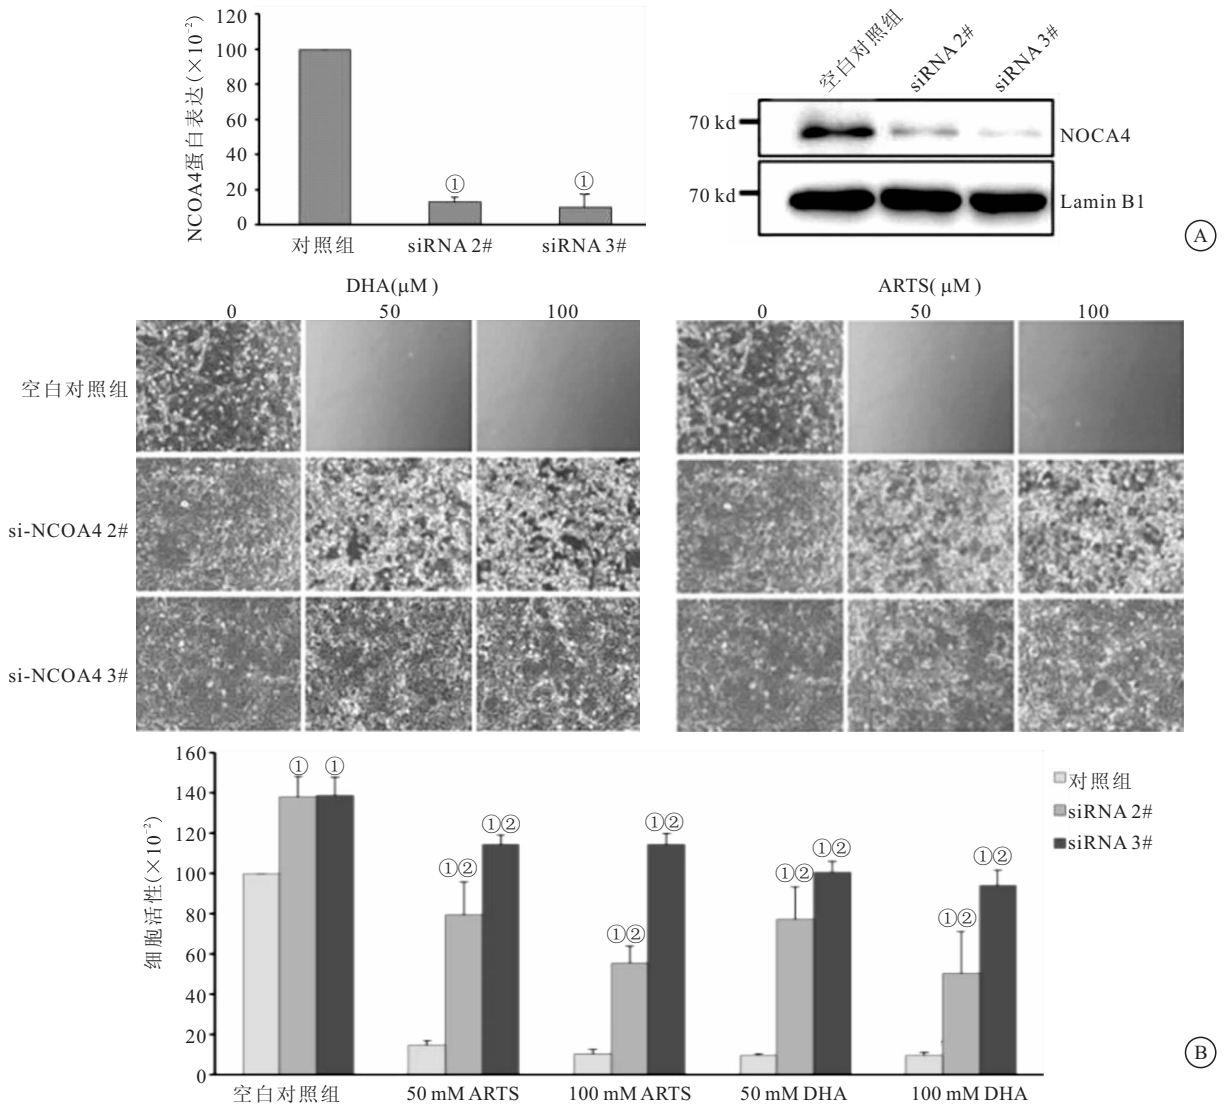 NCOA4蛋白表达(×10⁻²)
120
100
80
60
40
20
0
① ①
对照组 siRNA 2# siRNA 3#
空白对照组 siRNA 2# siRNA 3#
70 kd NOCA4
70 kd Lamin B1
A
DHA(μM) ARTS( μM)
0 50 100 0 50 100
空白对照组
si-NCOA4 2#
si-NCOA4 3#
细胞活性(×10⁻²)
160
140
120
100
80
60
40
20
0
① ① ①② ①② ①② ①② ①② ①② ①② ①②
对照组
siRNA 2#
siRNA 3#
空白对照组 50 mM ARTS 100 mM ARTS 50 mM DHA 100 mM DHA
B